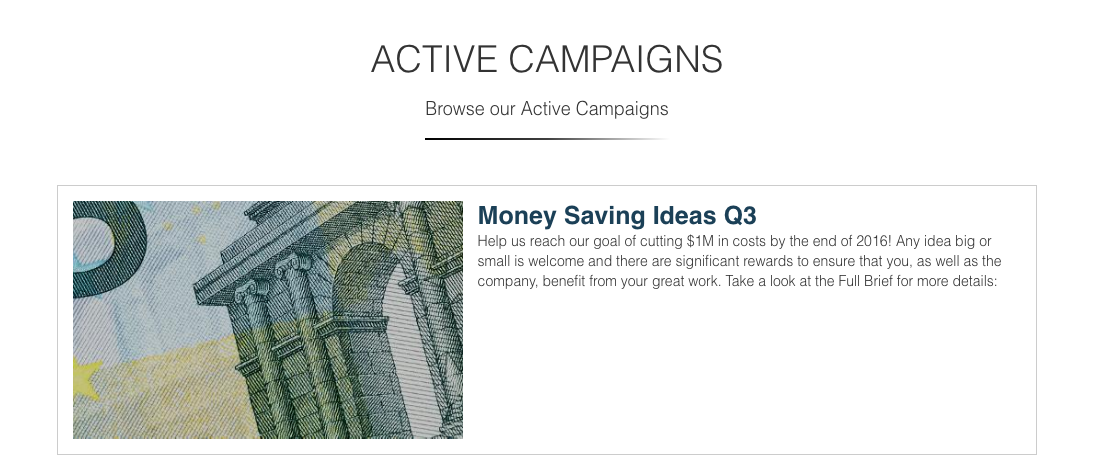 ACTIVE CAMPAIGNS
Browse our Active Campaigns
Money Saving Ideas Q3
Help us reach our goal of cutting $1M in costs by the end of 2016! Any idea big or
small is welcome and there are significant rewards to ensure that you, as well as the
company, benefit from your great work. Take a look at the Full Brief for more details: